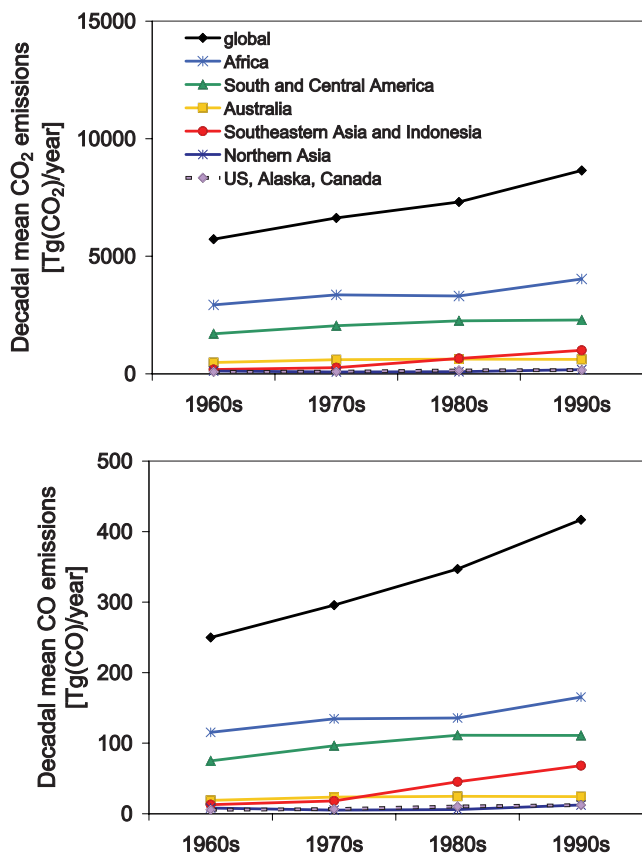 15000
10000
5000
0
Decadal mean CO₂ emissions
[Tg(CO₂)/year]
global
Africa
South and Central America
Australia
Southeastern Asia and Indonesia
Northern Asia
US, Alaska, Canada
1960s 1970s 1980s 1990s
500
400
300
200
100
0
Decadal mean CO emissions
[Tg(CO)/year]
1960s 1970s 1980s 1990s